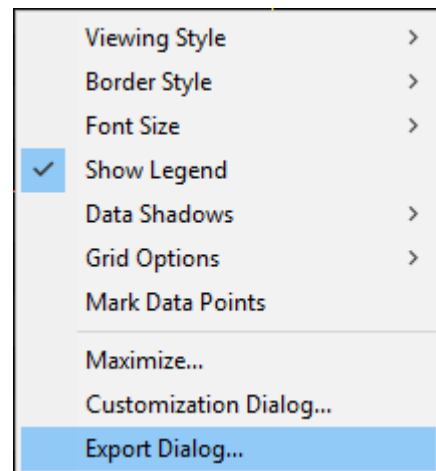 Viewing Style
Border Style
Font Size
Show Legend
Data Shadows
Grid Options
Mark Data Points
Maximize...
Customization Dialog...
Export Dialog...